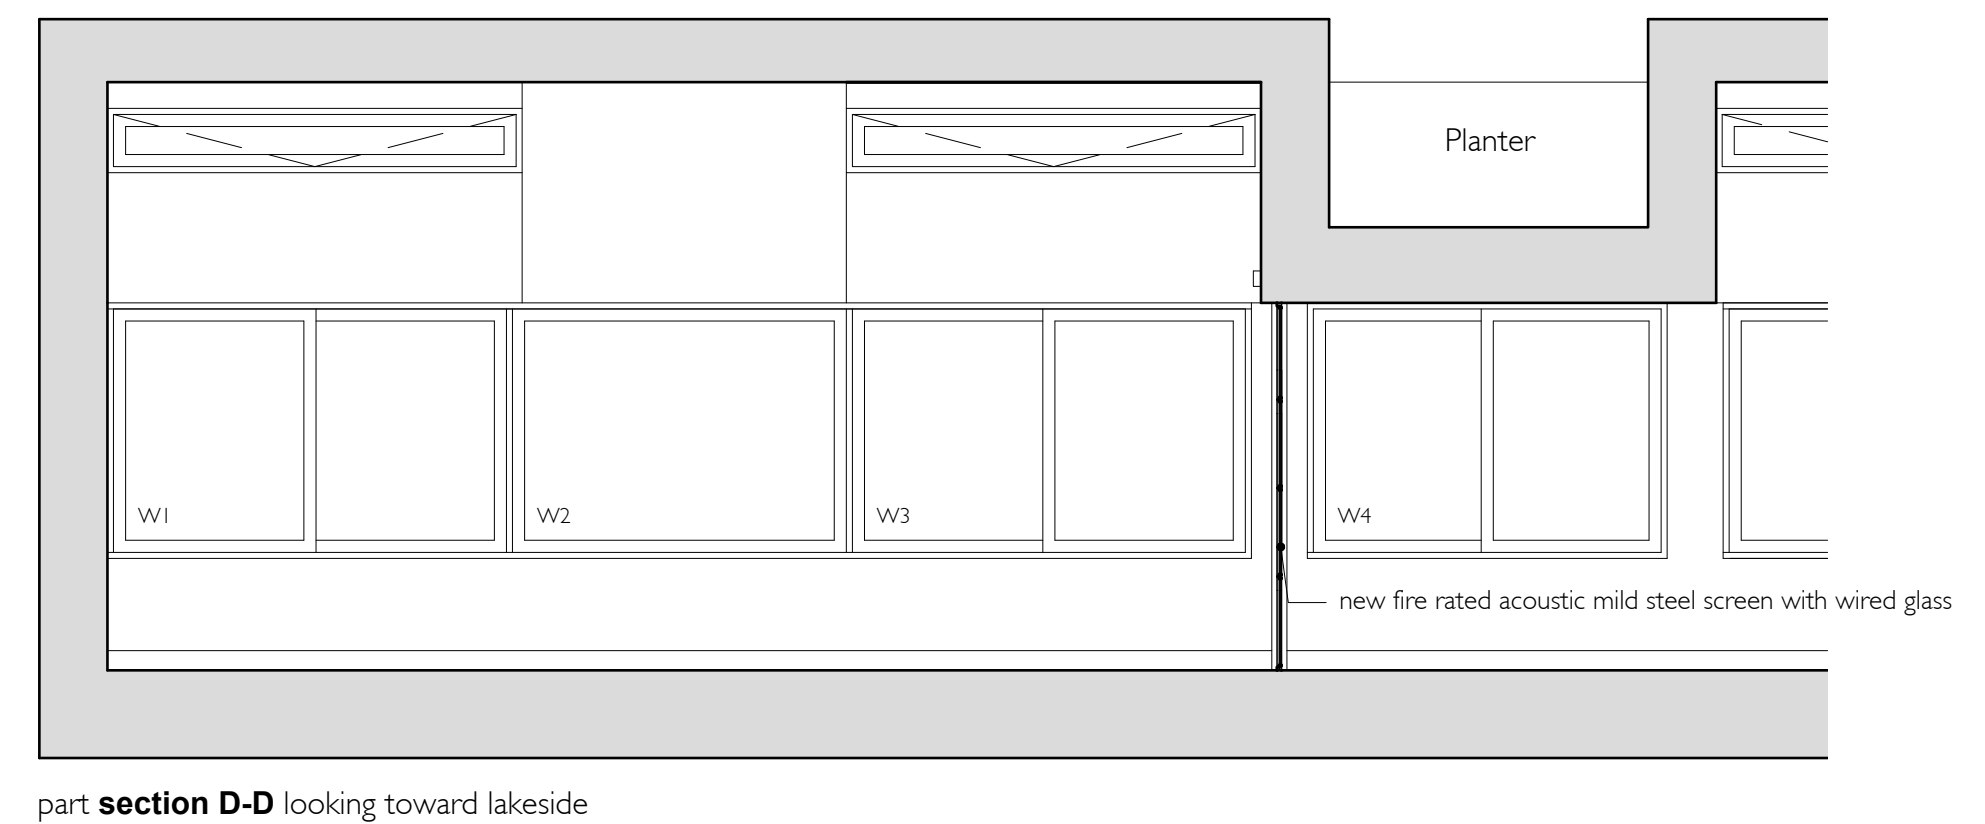 Planter
W1
W2
W3
W4
new fire rated acoustic mild steel screen with wired glass
part section D-D looking toward lakeside